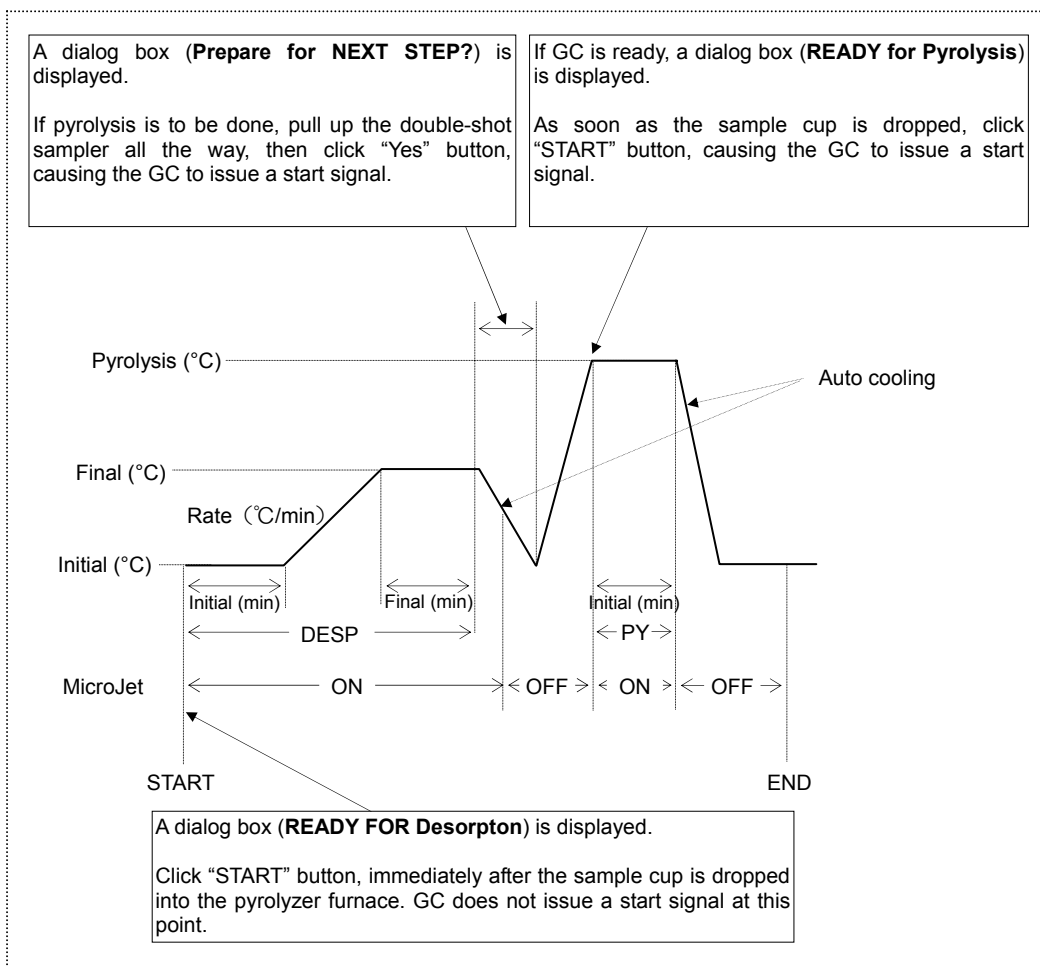 A dialog box (Prepare for NEXT STEP?) is
displayed.
If pyrolysis is to be done, pull up the double-shot
sampler all the way, then click “Yes” button,
causing the GC to issue a start signal.
If GC is ready, a dialog box (READY for Pyrolysis)
is displayed.
As soon as the sample cup is dropped, click
“START” button, causing the GC to issue a start
signal.
Pyrolysis (°C)
Auto cooling
Final (°C)
Rate（℃/min）
Initial (°C)
Initial (min)
Final (min)
Initial (min)
DESP
PY
MicroJet
ON
OFF
ON
OFF
START
END
A dialog box (READY FOR Desorpton) is displayed.
Click “START” button, immediately after the sample cup is dropped
into the pyrolyzer furnace. GC does not issue a start signal at this
point.